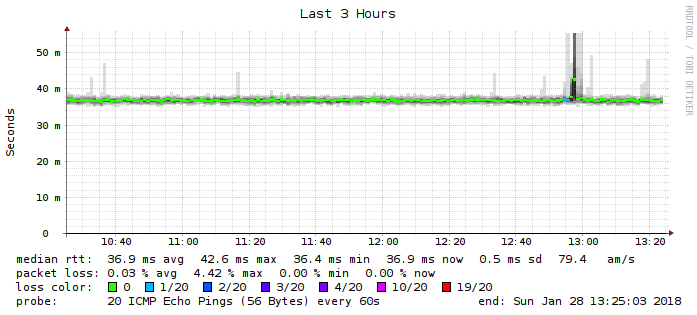 Last 3 Hours
RRDTOOL / TOBI OETIKER
Seconds
50 m
40 m
30 m
20 m
10 m
0
10:40 11:00 11:20 11:40 12:00 12:20 12:40 13:00 13:20
median rtt: 36.9 ms avg 42.6 ms max 36.4 ms min 36.9 ms now 0.5 ms sd 79.4 am/s
packet loss: 0.03 % avg 4.42 % max 0.00 % min 0.00 % now
loss color: 0 1/20 2/20 3/20 4/20 10/20 19/20
probe: 20 ICMP Echo Pings (56 Bytes) every 60s end: Sun Jan 28 13:25:03 2018